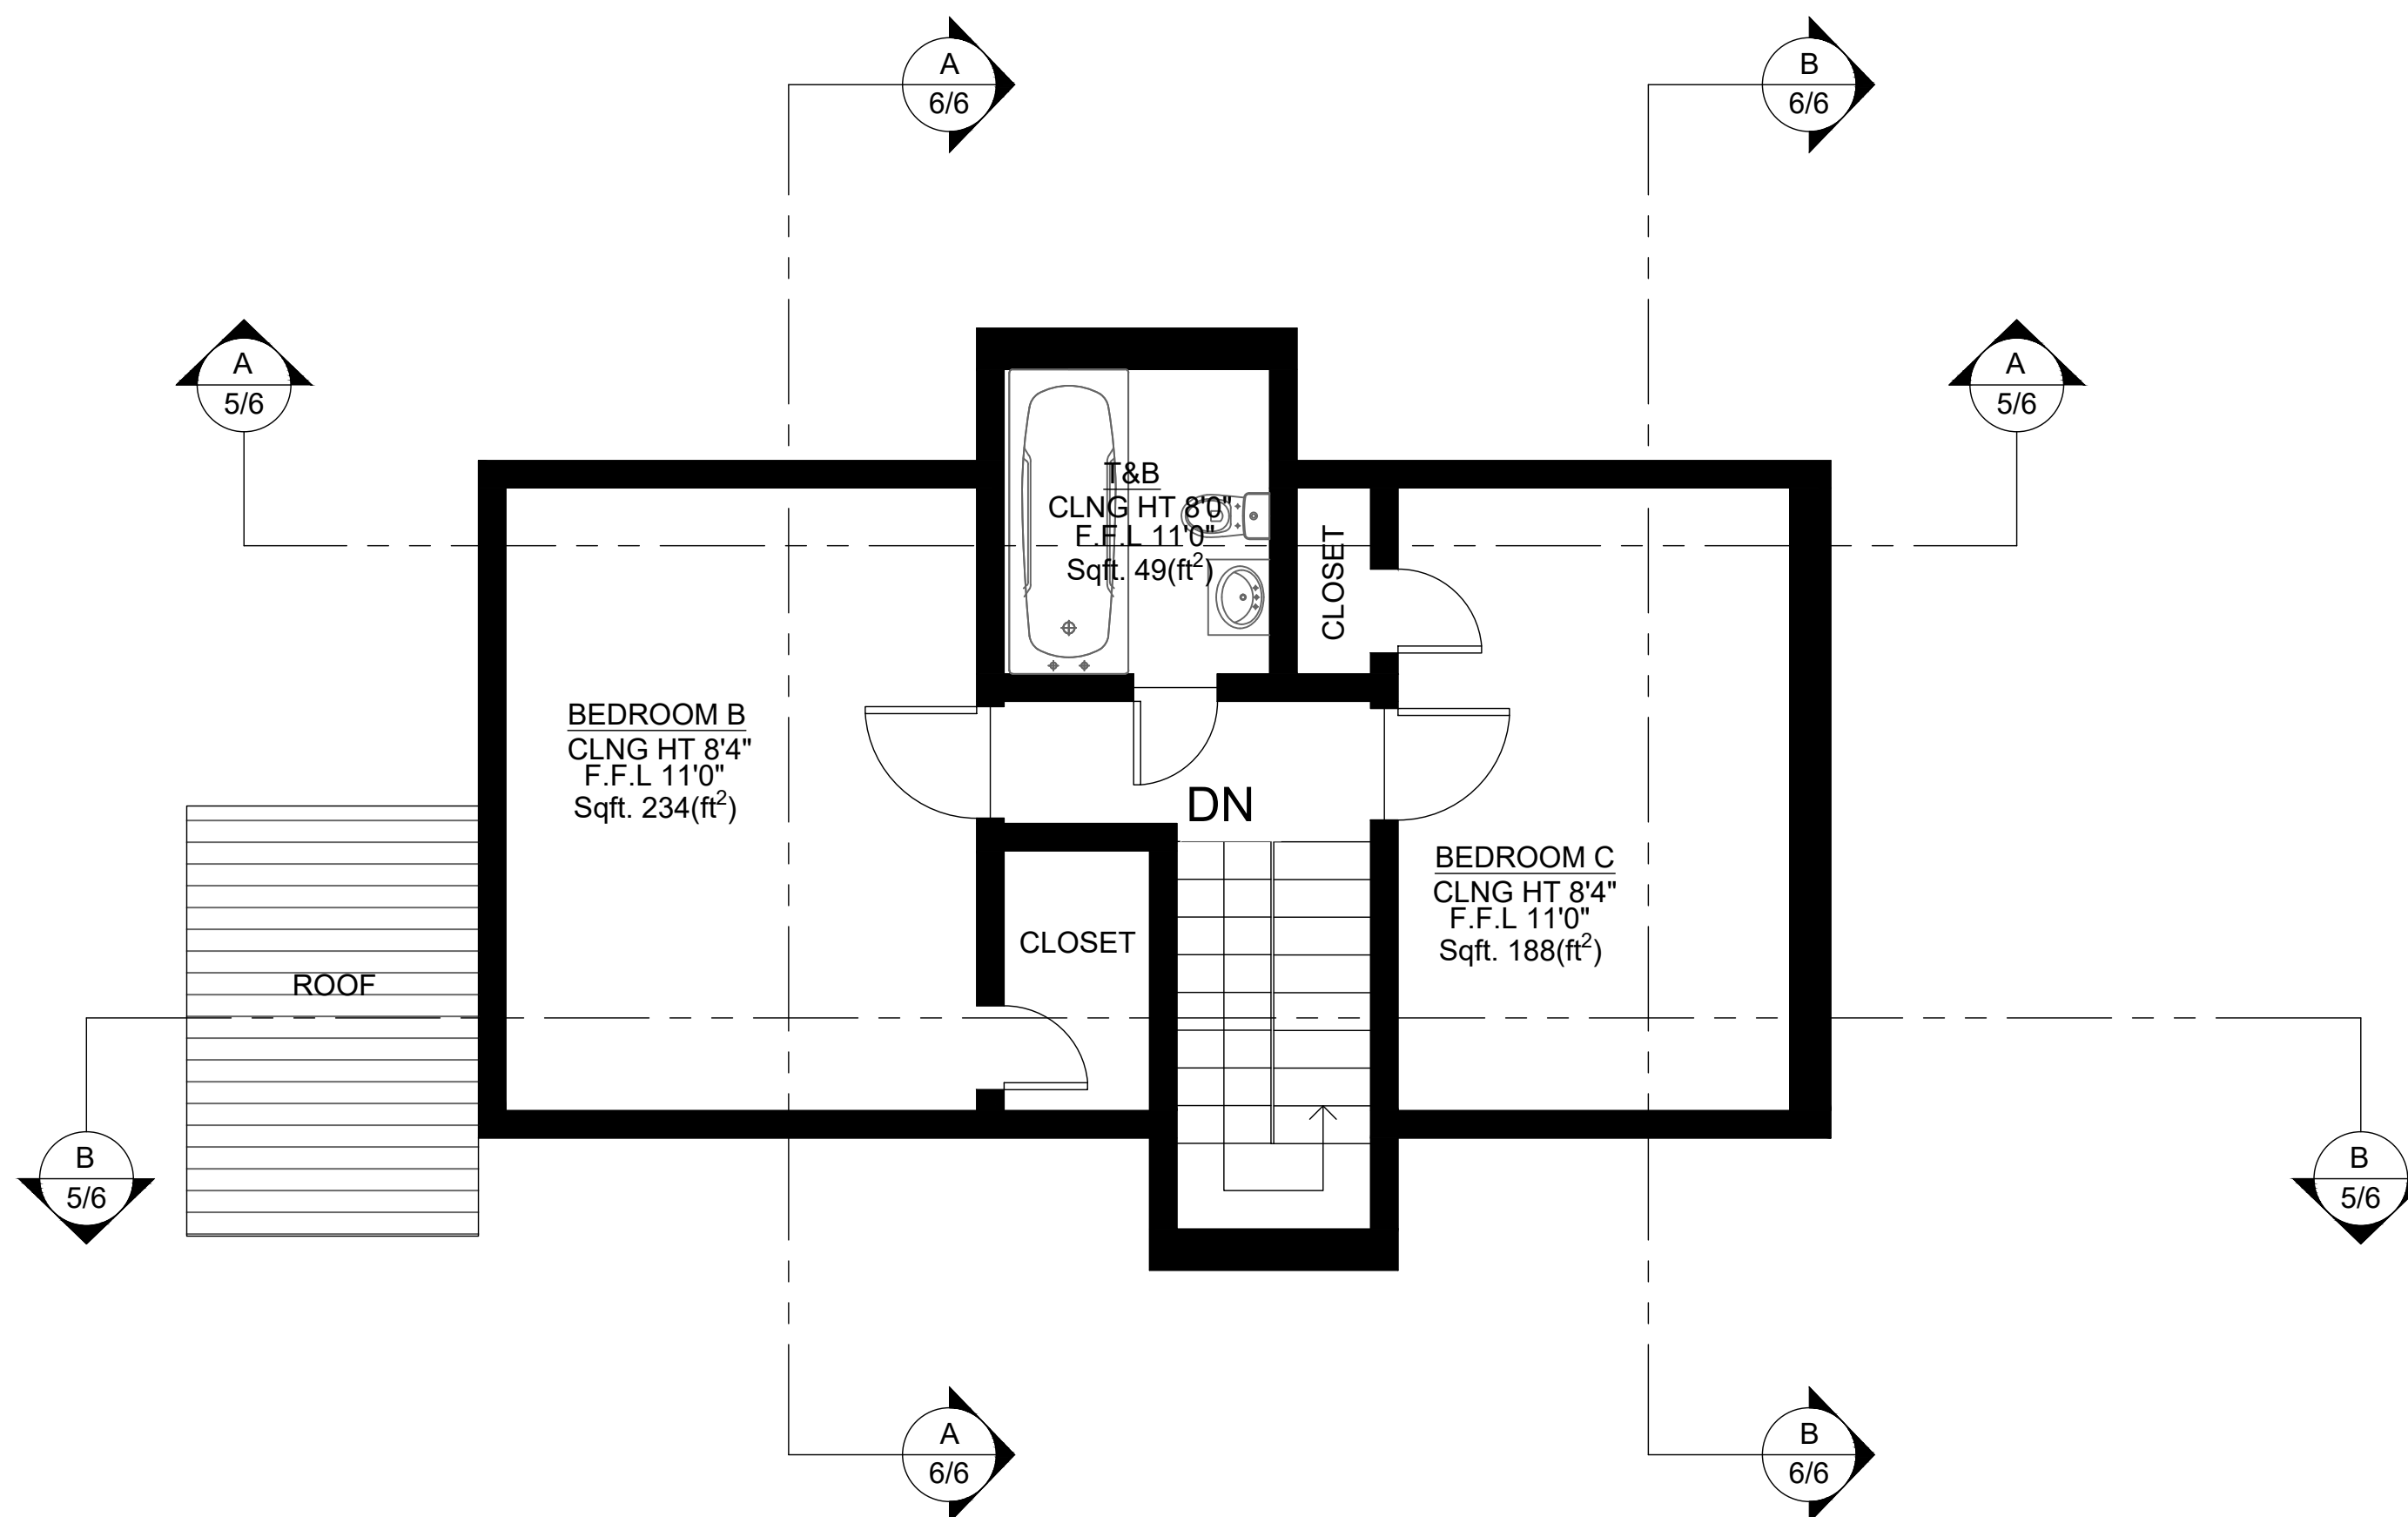 A
6/6
B
6/6
A
5/6
A
5/6
T&B
CLNG HT 8'0"
F.F.L 11'0"
Sqft. 49(ft²)
CLOSET
BEDROOM B
CLNG HT 8'4"
F.F.L 11'0"
Sqft. 234(ft²)
DN
BEDROOM C
CLNG HT 8'4"
F.F.L 11'0"
Sqft. 188(ft²)
CLOSET
ROOF
B
5/6
B
5/6
A
6/6
B
6/6